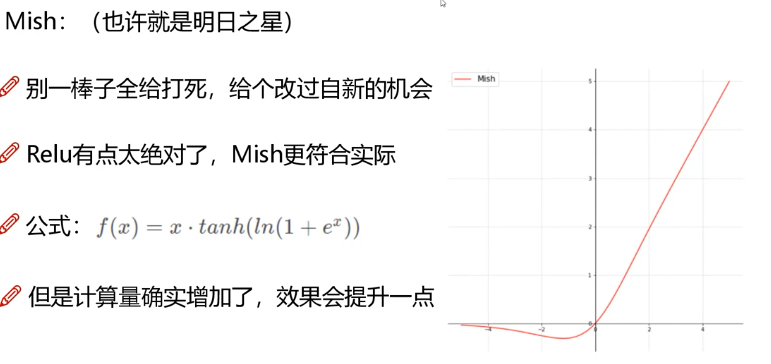 Mish：（也许就是明日之星）
别一棒子全给打死，给个改过自新的机会
Relu有点太绝对了，Mish更符合实际
公式：f(x) = x · tanh(ln(1 + eˣ))
但是计算量确实增加了，效果会提升一点
Mish
5
4
3
2
1
0
−4 −2 0 2 4